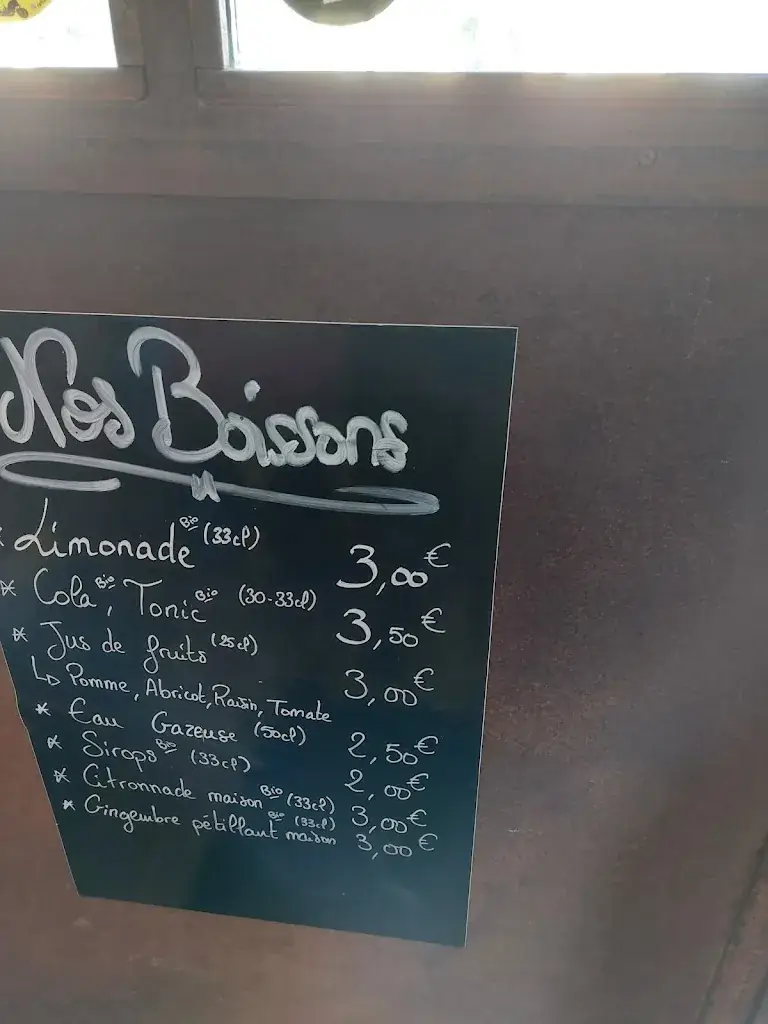 Nos Boissons
* Limonade Bio (33cl) 3,00€
* Cola Bio, Tonic Bio (30-33cl) 3,50€
* Jus de fruits (25cl) 3,00€
↳ Pomme, Abricot, Raisin, Tomate
* Eau Gazeuse (50cl) 2,50€
* Sirops Bio (33cl) 2,00€
* Citronnade maison Bio (33cl) 3,00€
* Gingembre pétillant maison Bio (33cl) 3,00€